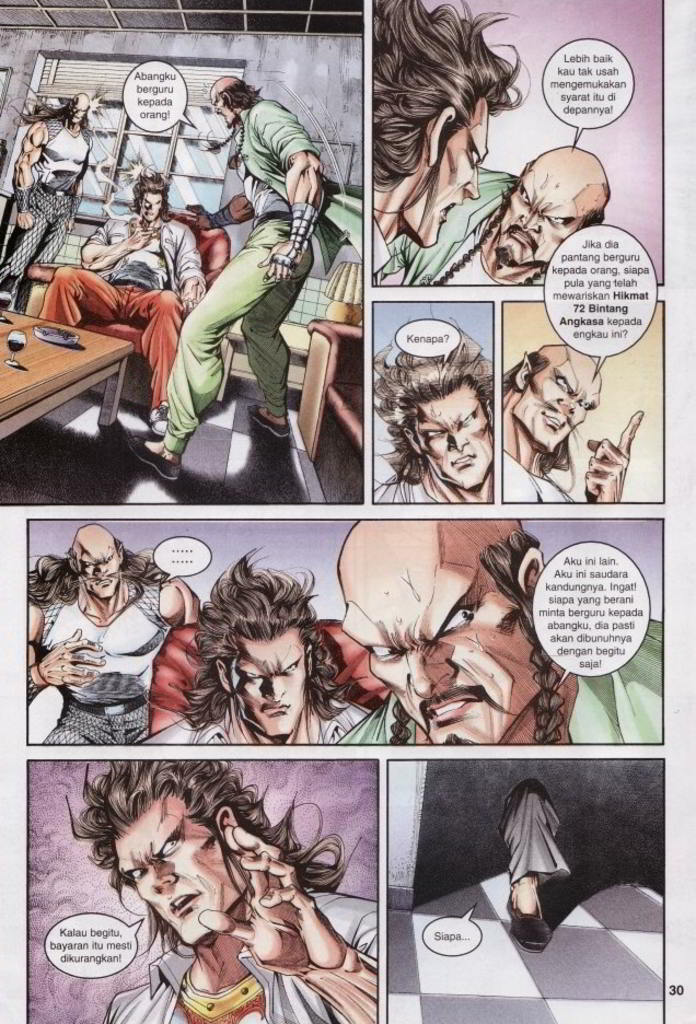 Abangku
berguru
kepada
orang!
Lebih baik
kau tak usah
mengemukakan
syarat itu di
depannya!
Kenapa?
Jika dia
pantang berguru
kepada orang, siapa
pula yang telah
mewariskan Hikmat
72 Bintang
Angkasa kepada
engkau ini?
.....
.....
Aku ini lain.
Aku ini saudara
kandungnya. Ingat!
siapa yang berani
minta berguru kepada
abangku, dia pasti
akan dibunuhnya
dengan begitu
saja!
Kalau begitu,
bayaran itu mesti
dikurangkan!
Siapa...
30